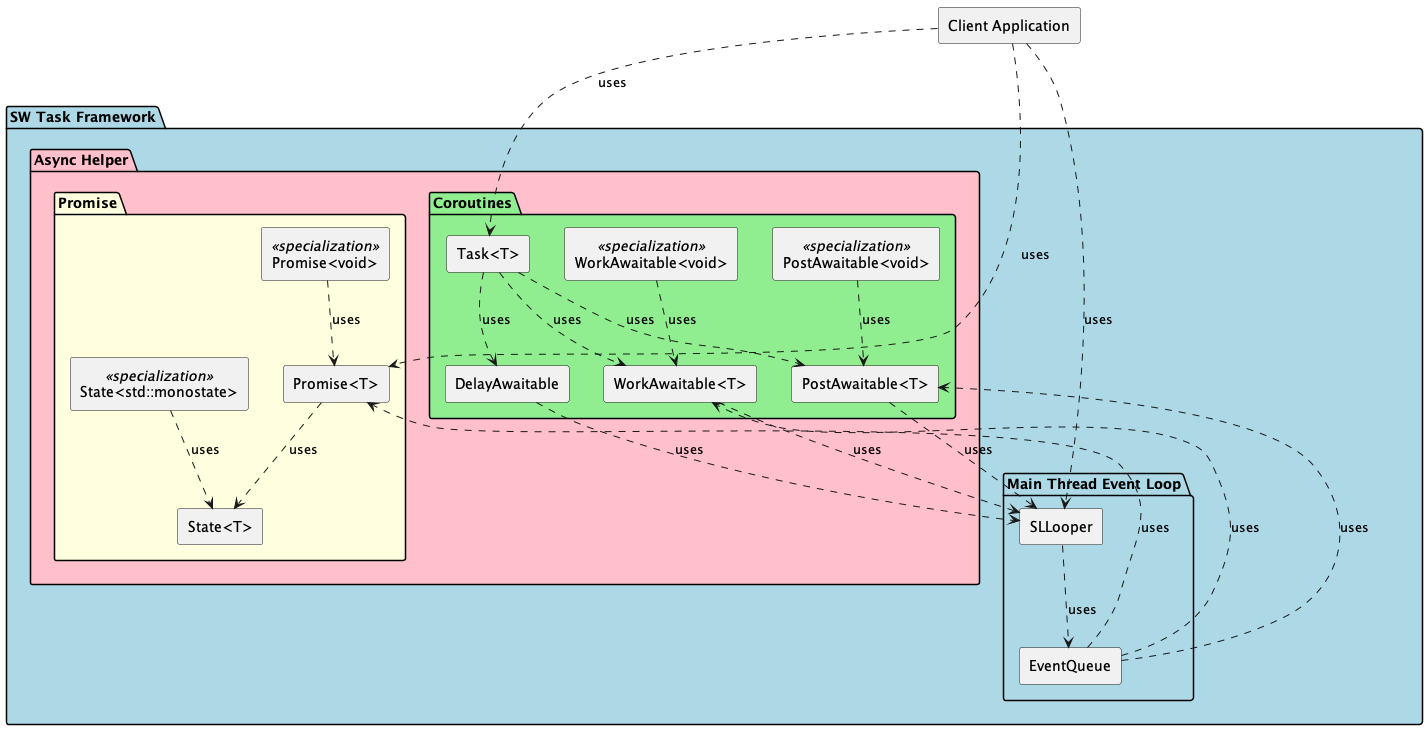 Client Application
uses
SW Task Framework
Async Helper
Promise
Coroutines
«specialization»
Promise<void>
Task<T>
«specialization»
WorkAwaitable<void>
«specialization»
PostAwaitable<void>
uses
uses
uses
uses
uses
uses
uses
uses
«specialization»
State<std::monostate>
Promise<T>
DelayAwaitable
WorkAwaitable<T>
PostAwaitable<T>
uses
uses
uses
uses
uses
Main Thread Event Loop
State<T>
SLLooper
uses
uses
uses
uses
EventQueue